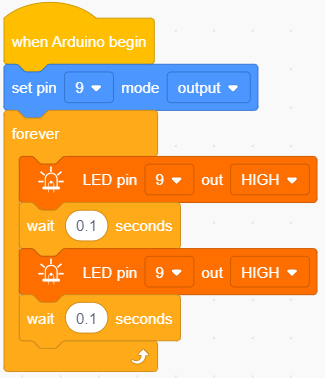 when Arduino begin
set pin 9 mode output
forever
LED pin 9 out HIGH
wait 0.1 seconds
LED pin 9 out HIGH
wait 0.1 seconds